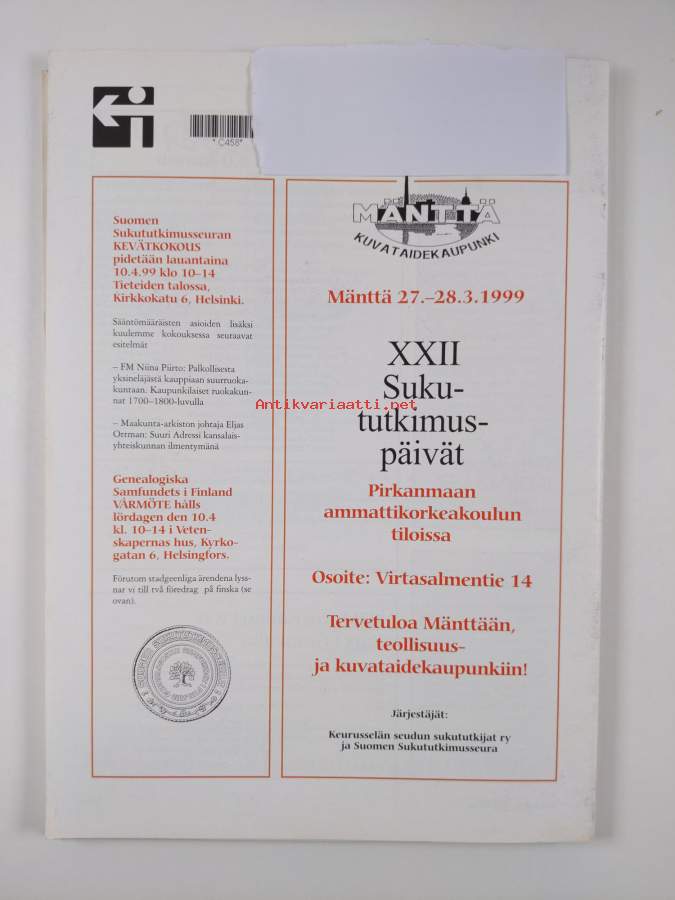 * C458*
Suomen
Sukututkimusseuran
KEVÄTKOKOUS
pidetään lauantaina
10.4.99 klo 10–14
Tieteiden talossa,
Kirkkokatu 6, Helsinki.
Sääntömääräisten asioiden lisäksi
kuulemme kokouksessa seuraavat
esitelmät
– FM Niina Piirto: Palkollisesta
yksineläjästä kauppiaan suurruoka-
kuntaan. Kaupunkilaiset ruokakun-
nat 1700–1800-luvulla
– Maakunta-arkiston johtaja Eljas
Orrman: Suuri Adressi kansalais-
yhteiskunnan ilmentymänä
Genealogiska
Samfundets i Finland
VÅRMÖTE hålls
lördagen den 10.4
kl. 10–14 i Veten-
skapernas hus, Kyrko-
gatan 6, Helsingfors.
Förutom stadgeenliga ärendena lyss-
nar vi till två föredrag på finska (se
ovan).
MÄNTTÄ
KUVATAIDEKAUPUNKI
Mänttä 27.–28.3.1999
XXII
Suku-
tutkimus-
päivät
Pirkanmaan
ammattikorkeakoulun
tiloissa
Osoite: Virtasalmentie 14
Tervetuloa Mänttään,
teollisuus-
ja kuvataidekaupunkiin!
Järjestäjät:
Keurusselän seudun sukututkijat ry
ja Suomen Sukututkimusseura
Antikvariaatti.net